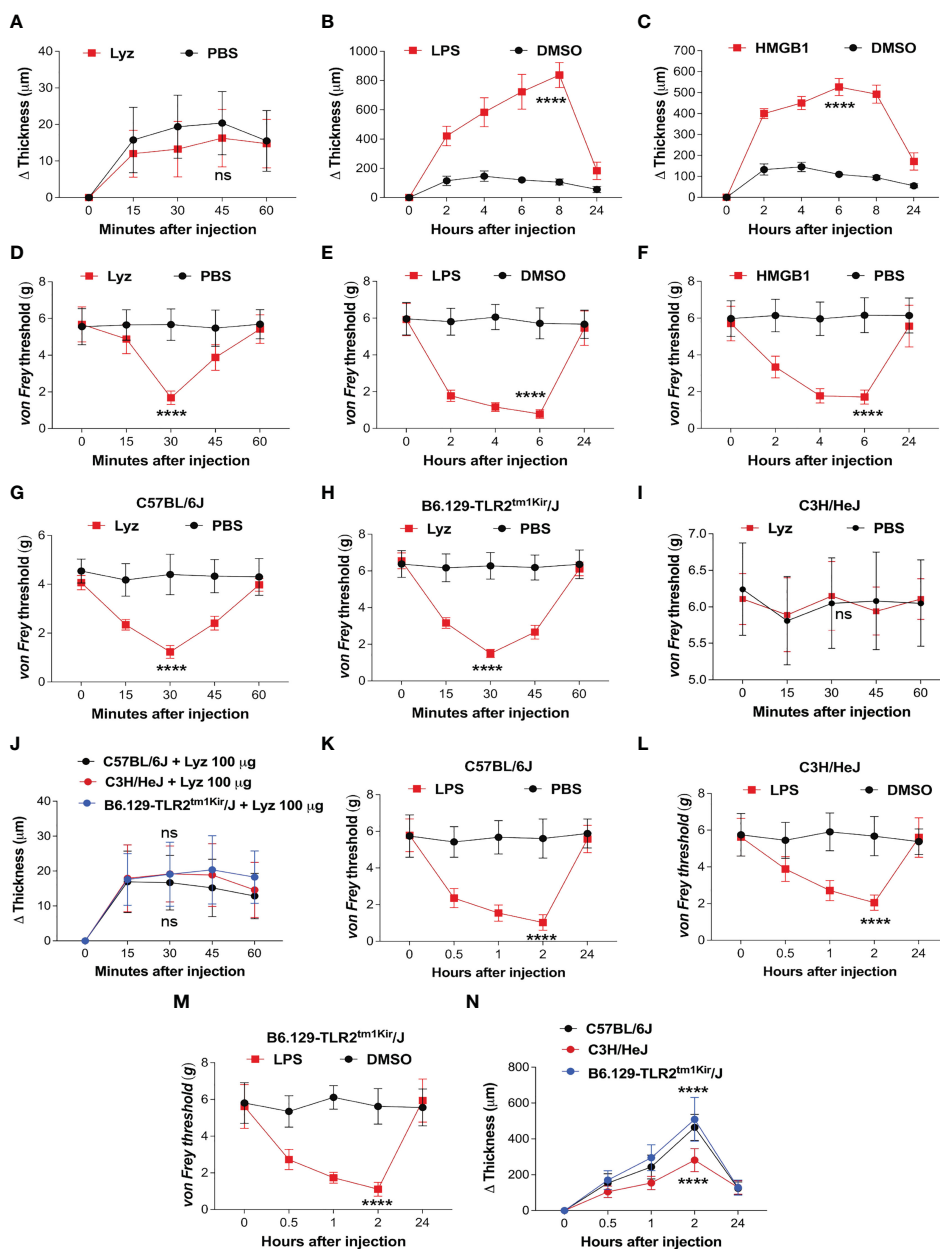 A
Lyz PBS
Δ Thickness (μm)
40
30
20
10
0
ns
0 15 30 45 60
Minutes after injection
B
LPS DMSO
Δ Thickness (μm)
1000
800
600
400
200
0
****
0 2 4 6 8 24
Hours after injection
C
HMGB1 DMSO
Δ Thickness (μm)
700
600
500
400
300
200
100
0
****
0 2 4 6 8 24
Hours after injection
D
Lyz PBS
von Frey threshold (g)
8
6
4
2
0
****
0 15 30 45 60
Minutes after injection
E
LPS DMSO
von Frey threshold (g)
8
6
4
2
0
****
0 2 4 6 24
Hours after injection
F
HMGB1 PBS
von Frey threshold (g)
8
6
4
2
0
****
0 2 4 6 24
Hours after injection
G
C57BL/6J
Lyz PBS
von Frey threshold (g)
6
4
2
0
****
0 15 30 45 60
Minutes after injection
H
B6.129-TLR2tm1Kir/J
Lyz PBS
von Frey threshold (g)
8
6
4
2
0
****
0 15 30 45 60
Minutes after injection
I
C3H/HeJ
Lyz PBS
von Frey threshold (g)
7.0
6.5
6.0
5.5
5.0
ns
0 15 30 45 60
Minutes after injection
J
C57BL/6J + Lyz 100 μg
C3H/HeJ + Lyz 100 μg
B6.129-TLR2tm1Kir/J + Lyz 100 μg
Δ Thickness (μm)
40
30
20
10
0
ns
ns
0 15 30 45 60
Minutes after injection
K
C57BL/6J
LPS PBS
von Frey threshold (g)
8
6
4
2
0
****
0 0.5 1 2 24
Hours after injection
L
C3H/HeJ
LPS DMSO
von Frey threshold (g)
8
6
4
2
0
****
0 0.5 1 2 24
Hours after injection
M
B6.129-TLR2tm1Kir/J
LPS DMSO
von Frey threshold (g)
8
6
4
2
0
****
0 0.5 1 2 24
Hours after injection
N
C57BL/6J
C3H/HeJ
B6.129-TLR2tm1Kir/J
Δ Thickness (μm)
800
600
400
200
0
****
****
0 0.5 1 2 24
Hours after injection